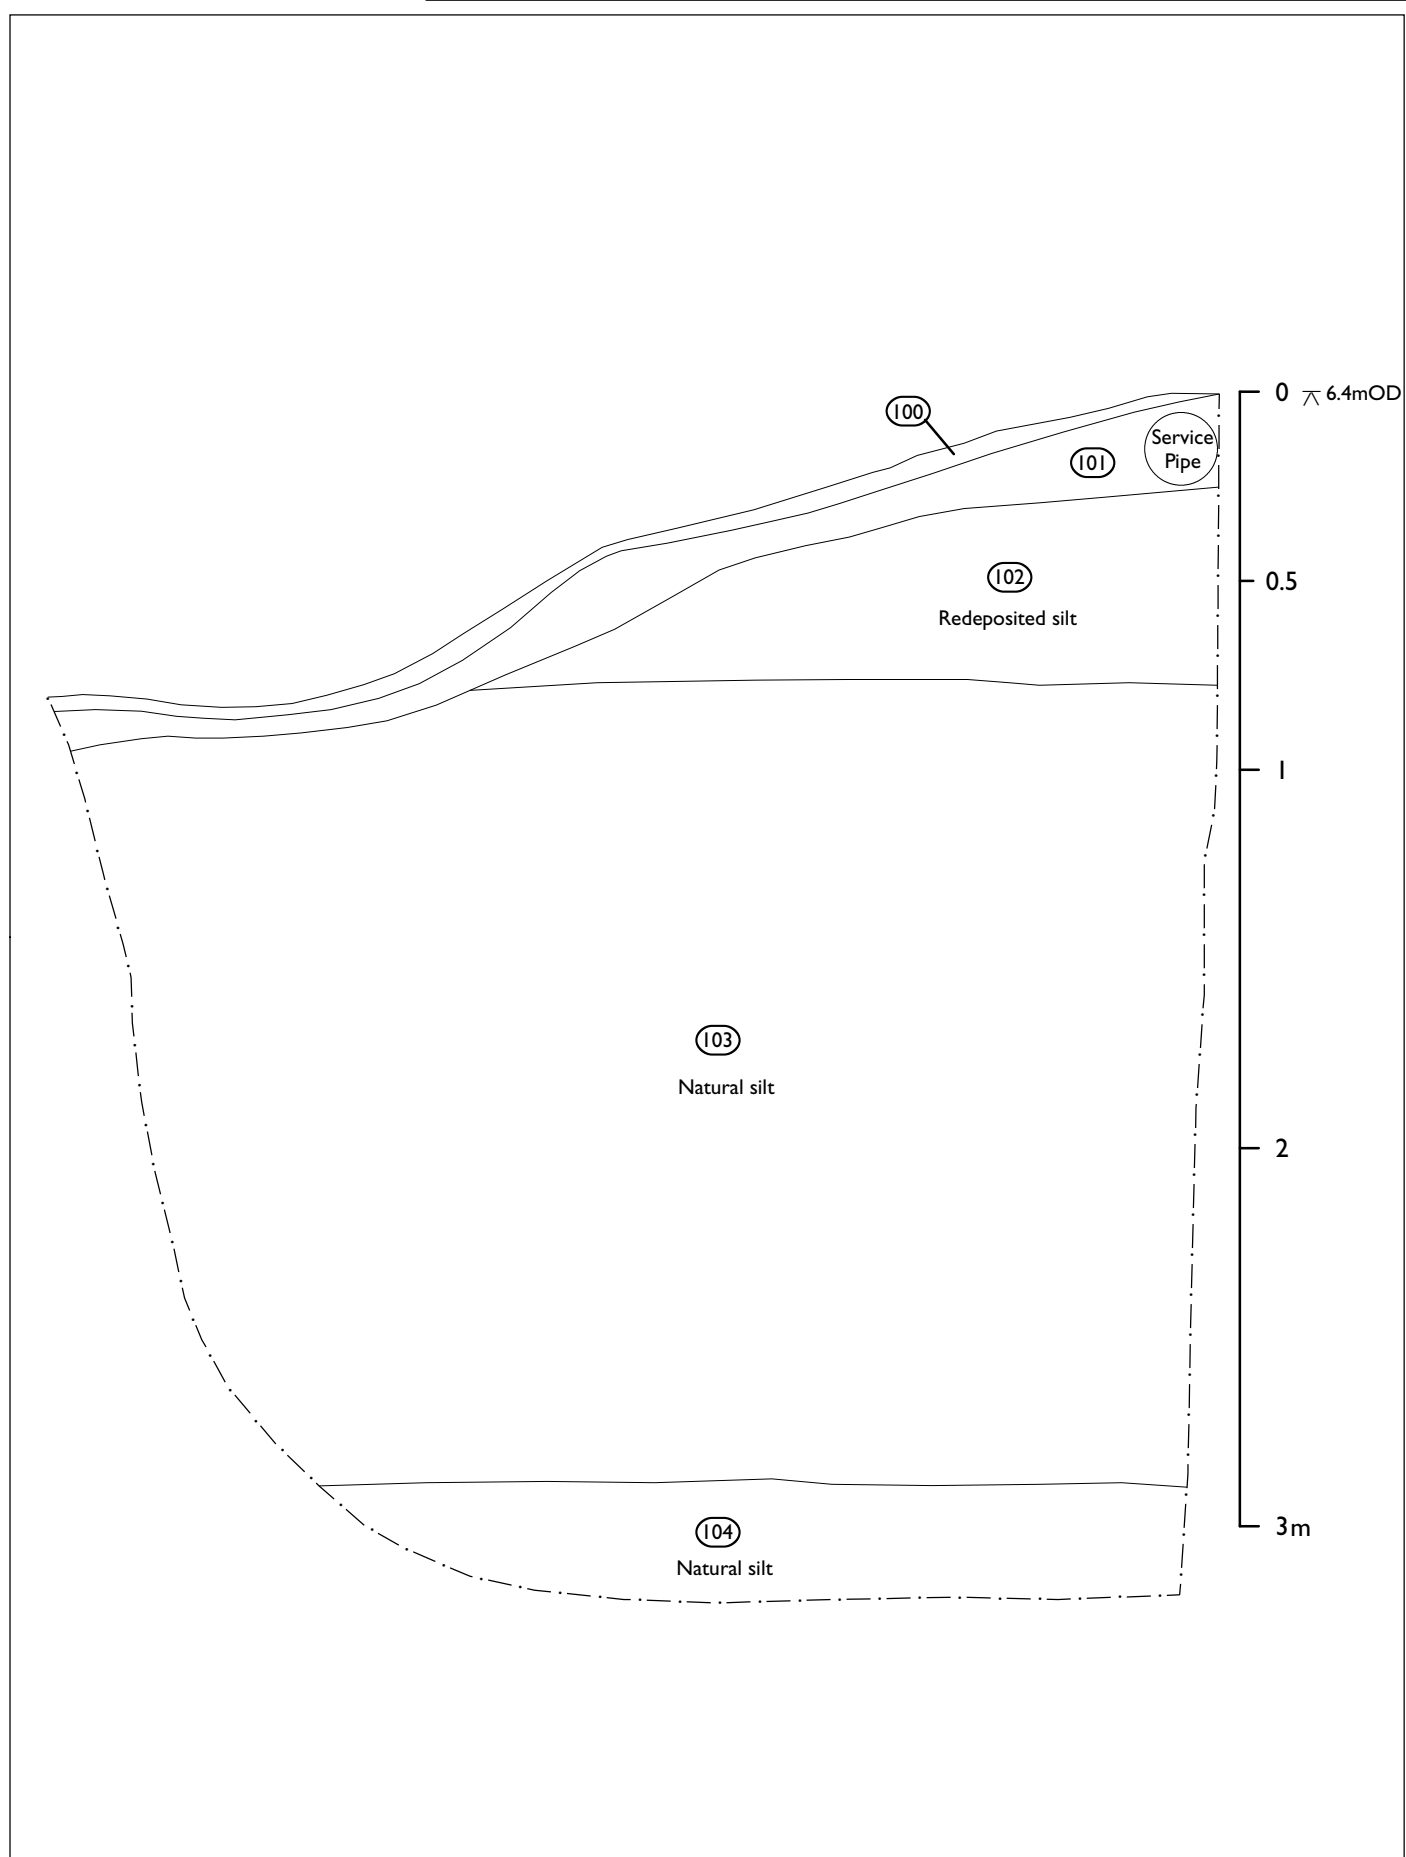 0 6.4mOD
100
Service
Pipe
101
102
0.5
Redeposited silt
1
103
Natural silt
2
104
3m
Natural silt